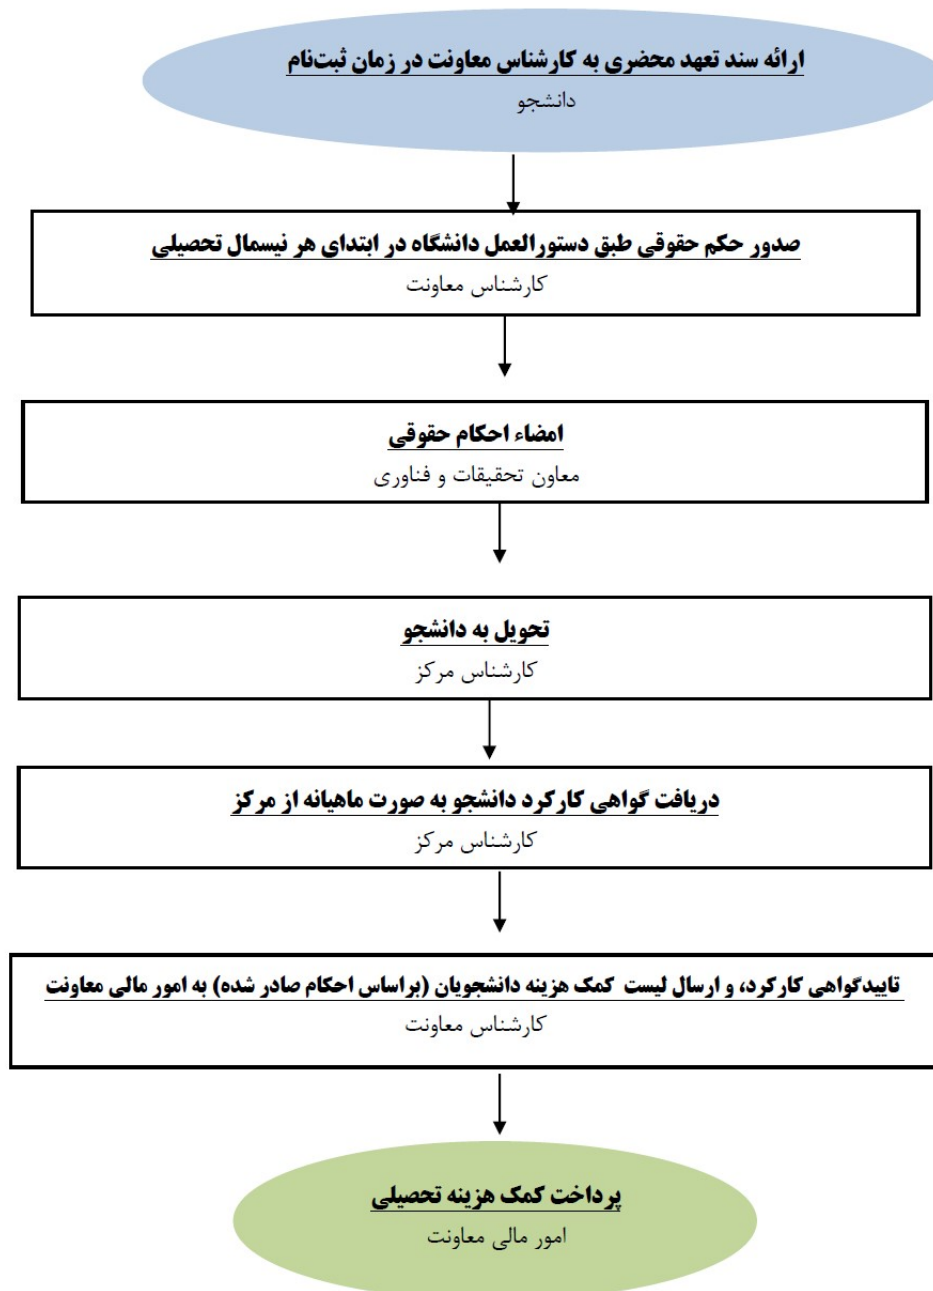 ارائه سند تعهد محضری به کارشناس معاونت در زمان ثبت‌نام
دانشجو
صدور حکم حقوقی طبق دستورالعمل دانشگاه در ابتدای هر نیسمال تحصیلی
کارشناس معاونت
امضاء احکام حقوقی
معاون تحقیقات و فناوری
تحویل به دانشجو
کارشناس مرکز
دریافت گواهی کارکرد دانشجو به صورت ماهیانه از مرکز
کارشناس مرکز
تاییدگواهی کارکرد، و ارسال لیست کمک هزینه دانشجویان (براساس احکام صادر شده) به امور مالی معاونت
کارشناس معاونت
پرداخت کمک هزینه تحصیلی
امور مالی معاونت